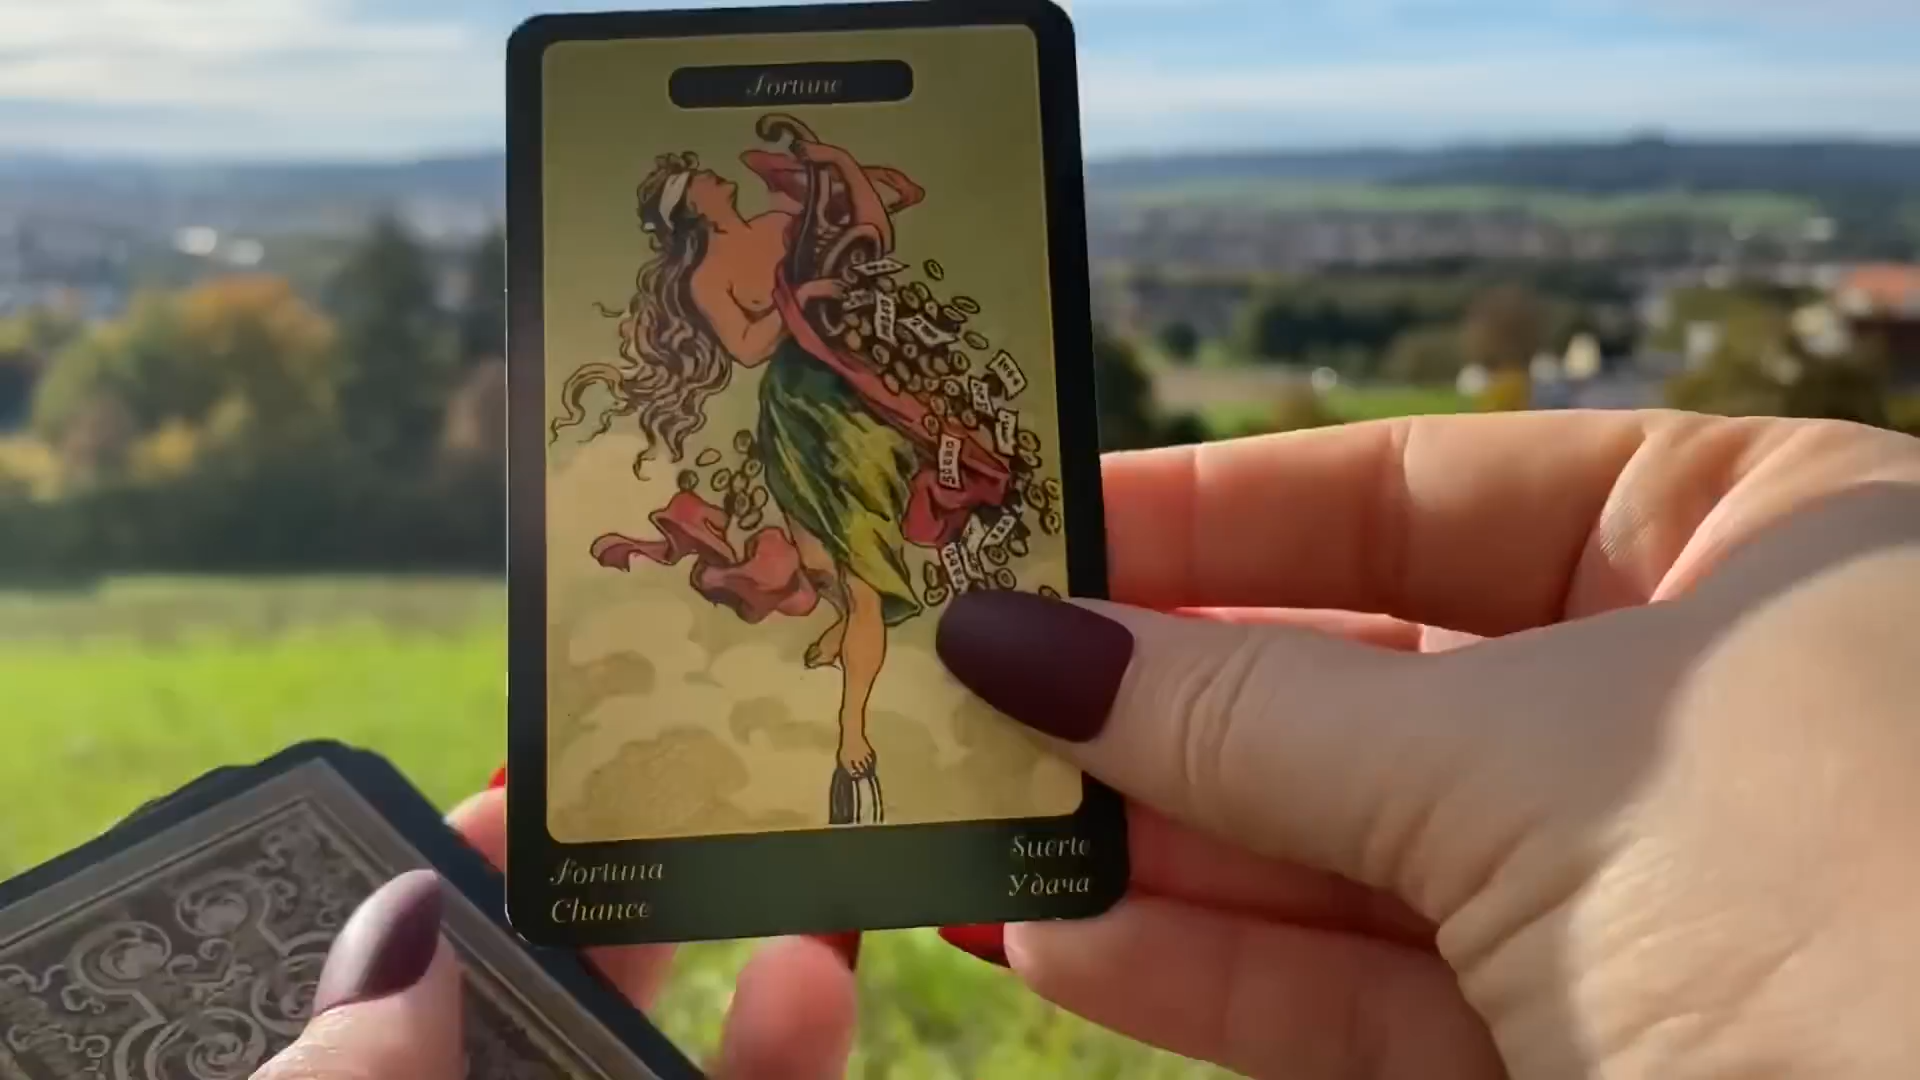 Fortune
Fortuna
Chance
Suerte
Удача